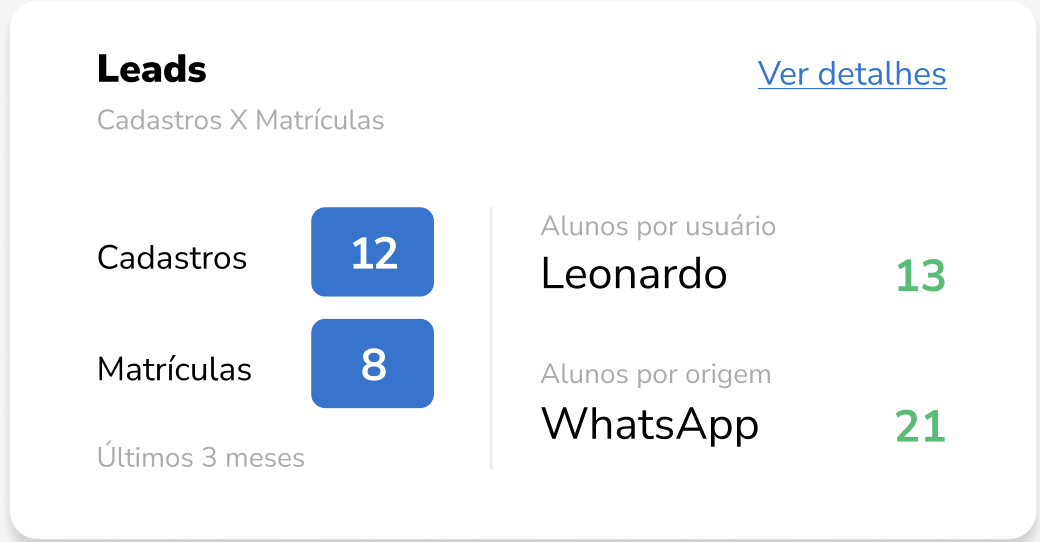 Leads
Ver detalhes
Cadastros X Matrículas
Cadastros 12
Matrículas 8
Últimos 3 meses
Alunos por usuário
Leonardo 13
Alunos por origem
WhatsApp 21